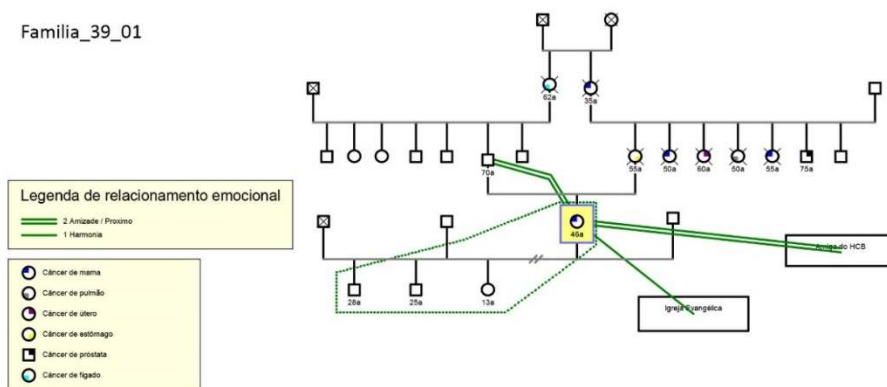 Familia_39_01
62a
35a
70a
55a
50a
60a
50a
55a
75a
46a
28a
25a
13a
Amigo do HCB
Igreja Evangélica
Legenda de relacionamento emocional
2 Amizade / Proximo
1 Harmonia
Câncer de mama
Câncer de pulmão
Câncer de útero
Câncer de estômago
Câncer de prostata
Câncer de fígado